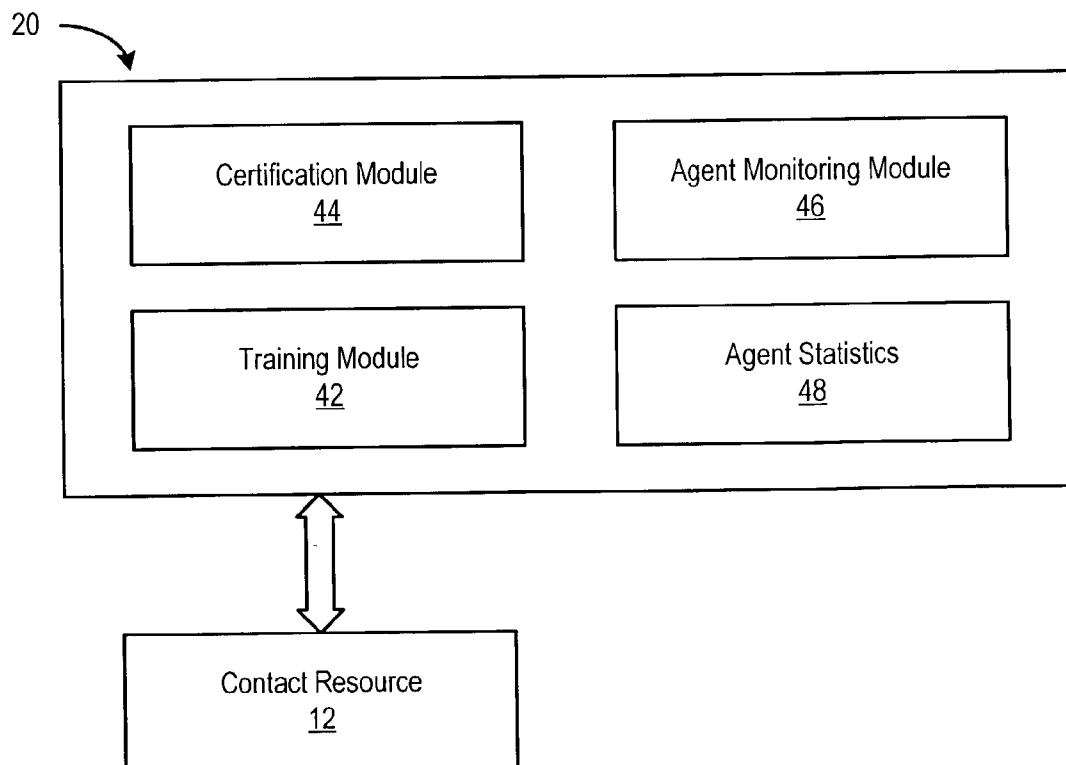 20
Certification Module
44
Agent Monitoring Module
46
Training Module
42
Agent Statistics
48
Contact Resource
12